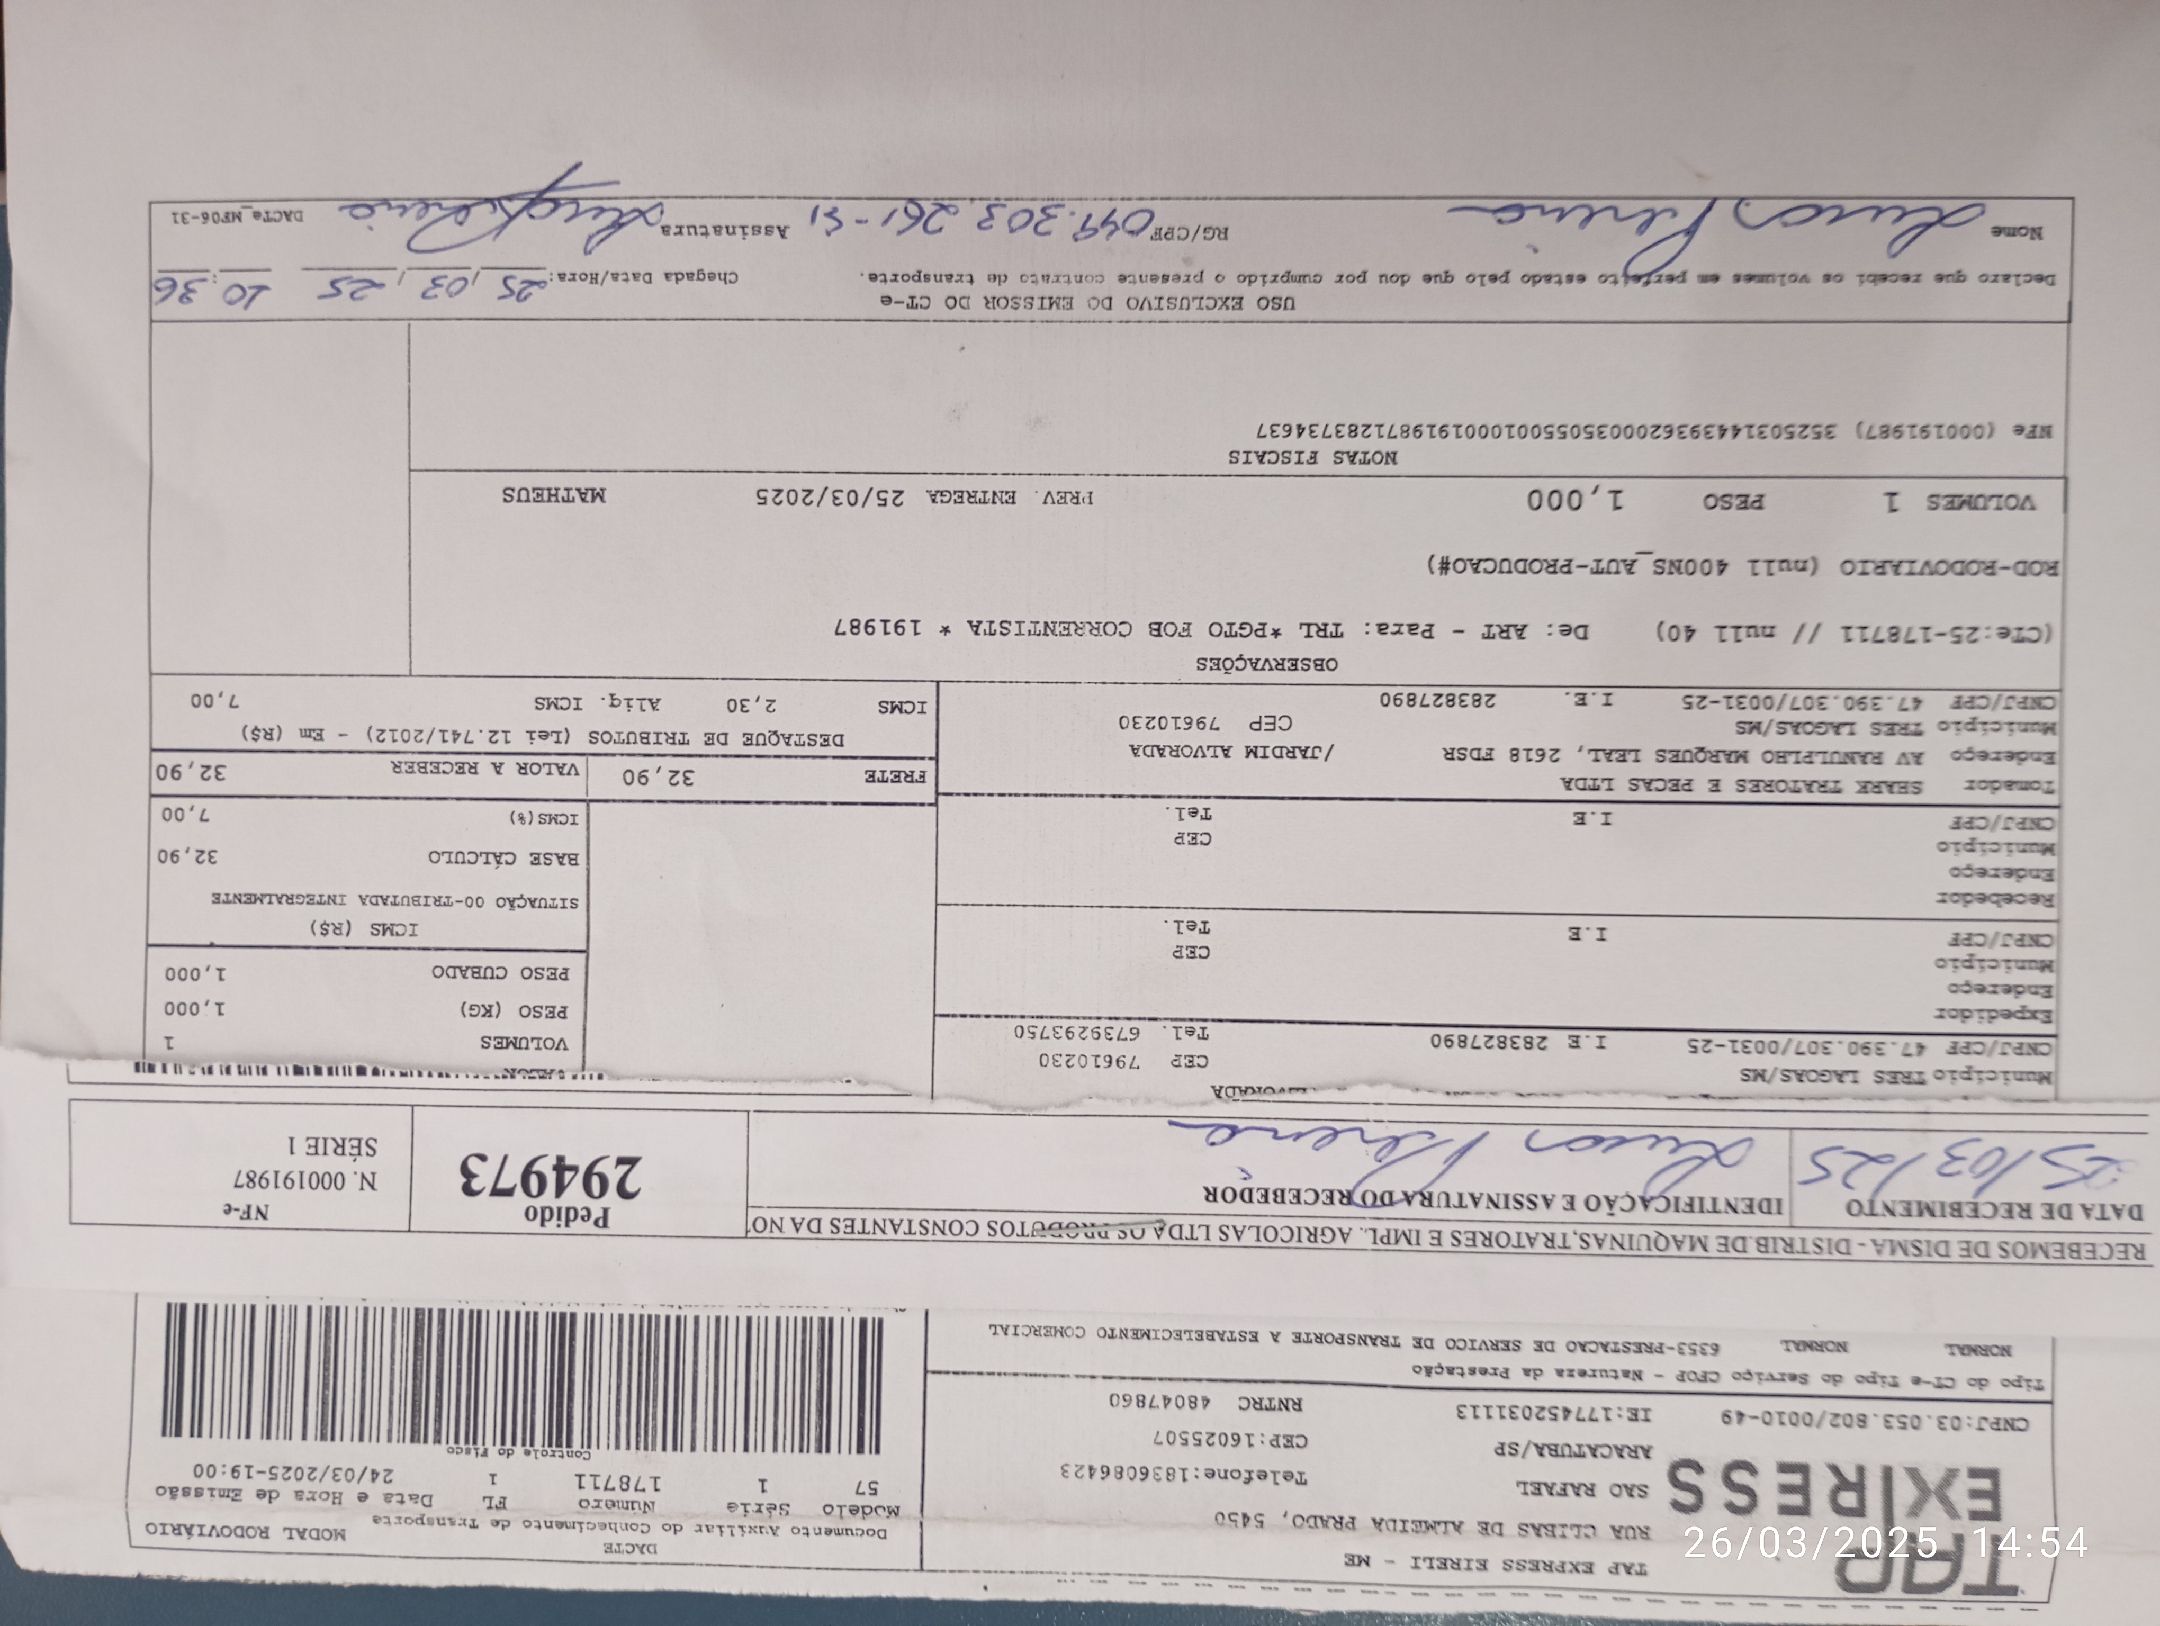 TAP
EXPRESS
TAP EXPRESS EIRELI - ME
RUA CLIBAS DE ALMEIDA PRADO, 5450
SAO RAFAEL Telefone:1836086423
ARACATUBA/SP CEP:16025507
CNPJ:03.053.802/0010-49 IE:177452031113 RNTRC 48047860
Tipo do CT-e Tipo do Serviço CFOP - Natureza da Prestação
NORMAL NORMAL 6353-PRESTACAO DE SERVICO DE TRANSPORTE A ESTABELECIMENTO COMERCIAL
DACTE
Documento Auxiliar do Conhecimento de Transporte MODAL RODOVIÁRIO
Modelo Série Número FL Data e Hora de Emissão
57 1 178711 1 24/03/2025-19:00
Controle do Fisco
RECEBEMOS DE DISMA - DISTRIB.DE MAQUINAS,TRATORES E IMPL. AGRICOLAS LTDA OS PRODUTOS CONSTANTES DA NO
DATA DE RECEBIMENTO IDENTIFICAÇÃO E ASSINATURA DO RECEBEDOR
25/03/25 Lucas Pereira
Pedido
294973
NF-e
N. 000191987
SÉRIE 1
Município TRES LAGOAS/MS CEP 79610230
CNPJ/CPF 47.390.307/0031-25 I.E 283827890 Tel. 6739293750
Expedidor
Endereço
Município CEP
CNPJ/CPF I.E Tel.
Recebedor
Endereço
Município CEP
CNPJ/CPF I.E Tel.
Tomador SEARK TRATORES E PECAS LTDA
Endereço AV RANULPLHO MARQUES LEAL, 2618 FDSR /JARDIM ALVORADA
Município TRES LAGOAS/MS CEP 79610230
CNPJ/CPF 47.390.307/0031-25 I.E. 283827890
VALOR
VOLUMES 1
PESO (KG) 1,000
PESO CUBADO 1,000
ICMS (R$)
SITUAÇÃO 00-TRIBUTADA INTEGRALMENTE
BASE CÁLCULO 32,90
ICMS(%) 7,00
FRETE 32,90 VALOR A RECEBER 32,90
DESTAQUE DE TRIBUTOS (Lei 12.741/2012) - Em (R$)
ICMS 2,30 Aliq. ICMS 7,00
OBSERVAÇÕES
(CTe:25-178711 // null 40) De: ART - Para: TRL *PGTO FOB CORRENTISTA * 191987
ROD-RODOVIARIO (null 400NS_AUT-PRODUCAO#)
VOLUMES 1 PESO 1,000 PREV. ENTREGA 25/03/2025 MATHEUS
NOTAS FISCAIS
NFe (000191987) 35250314439362000350550010001919871283734637
USO EXCLUSIVO DO EMISSOR DO CT-e
Declaro que recebi os volumes em perfeito estado pelo que dou por cumprido o presente contrato de transporte. Chegada Data/Hora: 25/03/25 10:36
Nome Lucas Pereira RG/CPF 049.303.261-51 Assinatura Lucas Pereira DACTe_MF06-31
26/03/2025 14:54